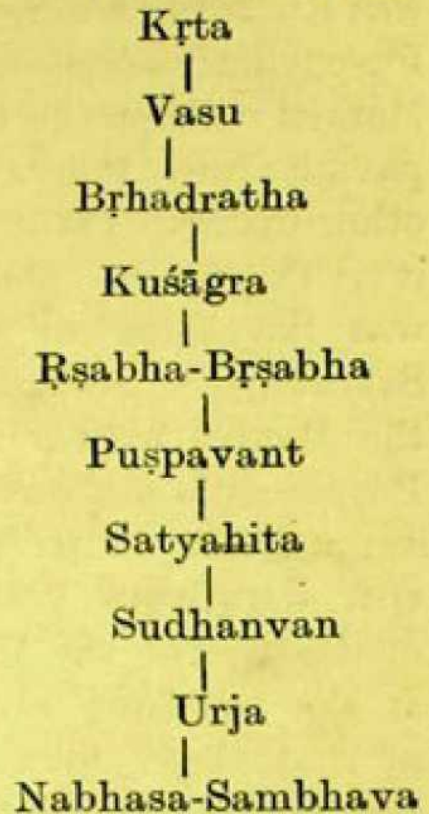 Kṛta
Vasu
Bṛhadratha
Kuśāgra
Ṛṣabha-Bṛṣabha
Puṣpavant
Satyahita
Sudhanvan
Urja
Nabhasa-Sambhava